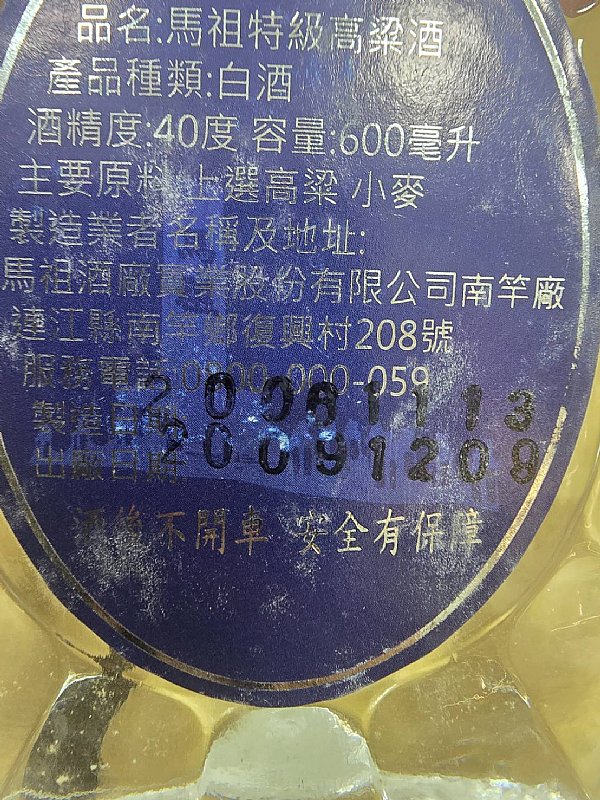 品名:馬祖特級高粱酒
產品種類:白酒
酒精度:40度 容量:600毫升
主要原料 上選高粱 小麥
製造業者名稱及地址:
馬祖酒廠實業股份有限公司南竿廠
連江縣南竿鄉復興村208號
服務電話:0800-000-059
製造日期 20081113
出廠日期 20091209
酒後不開車 安全有保障